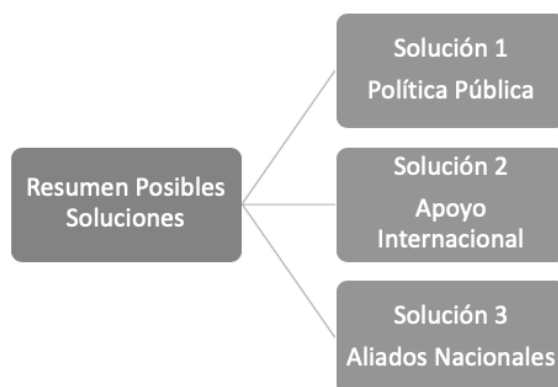 Resumen Posibles
Soluciones
Solución 1
Política Pública
Solución 2
Apoyo
Internacional
Solución 3
Aliados Nacionales